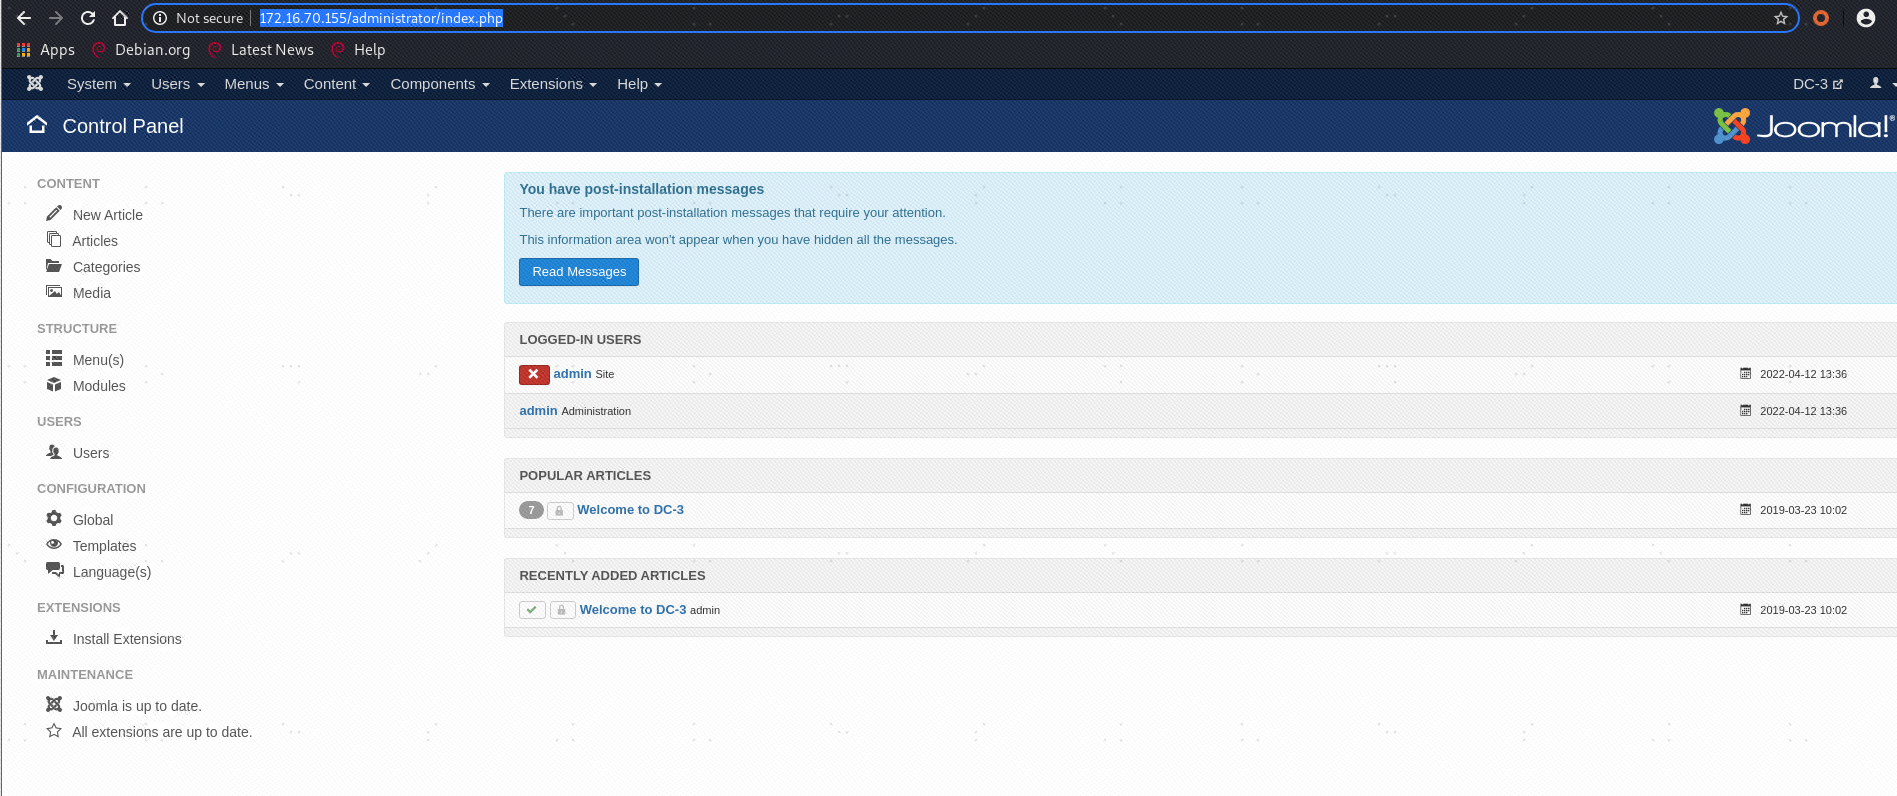 Not secure | 172.16.70.155/administrator/index.php
Apps Debian.org Latest News Help
System Users Menus Content Components Extensions Help DC-3
Control Panel
Joomla!®
CONTENT
New Article
Articles
Categories
Media
STRUCTURE
Menu(s)
Modules
USERS
Users
CONFIGURATION
Global
Templates
Language(s)
EXTENSIONS
Install Extensions
MAINTENANCE
Joomla is up to date.
All extensions are up to date.
You have post-installation messages
There are important post-installation messages that require your attention.
This information area won't appear when you have hidden all the messages.
Read Messages
LOGGED-IN USERS
admin Site 2022-04-12 13:36
admin Administration 2022-04-12 13:36
POPULAR ARTICLES
7 Welcome to DC-3 2019-03-23 10:02
RECENTLY ADDED ARTICLES
Welcome to DC-3 admin 2019-03-23 10:02